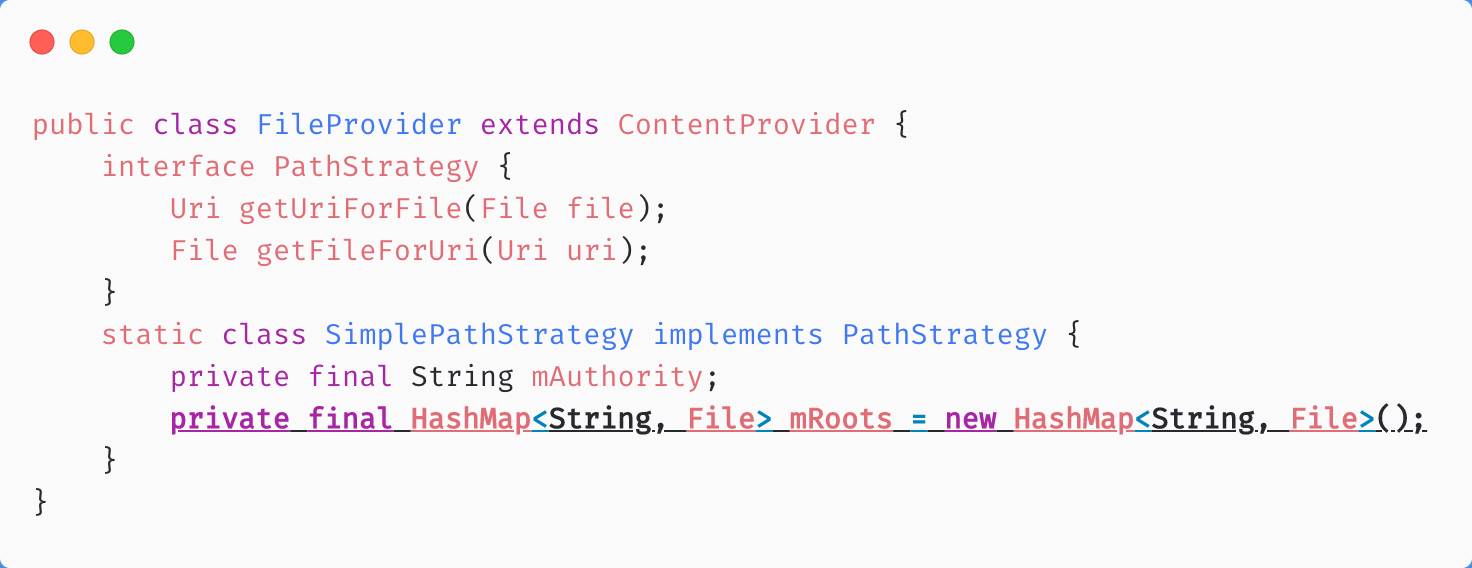 public class FileProvider extends ContentProvider {
    interface PathStrategy {
        Uri getUriForFile(File file);
        File getFileForUri(Uri uri);
    }
    static class SimplePathStrategy implements PathStrategy {
        private final String mAuthority;
        private final HashMap<String, File> mRoots = new HashMap<String, File>();
    }
}